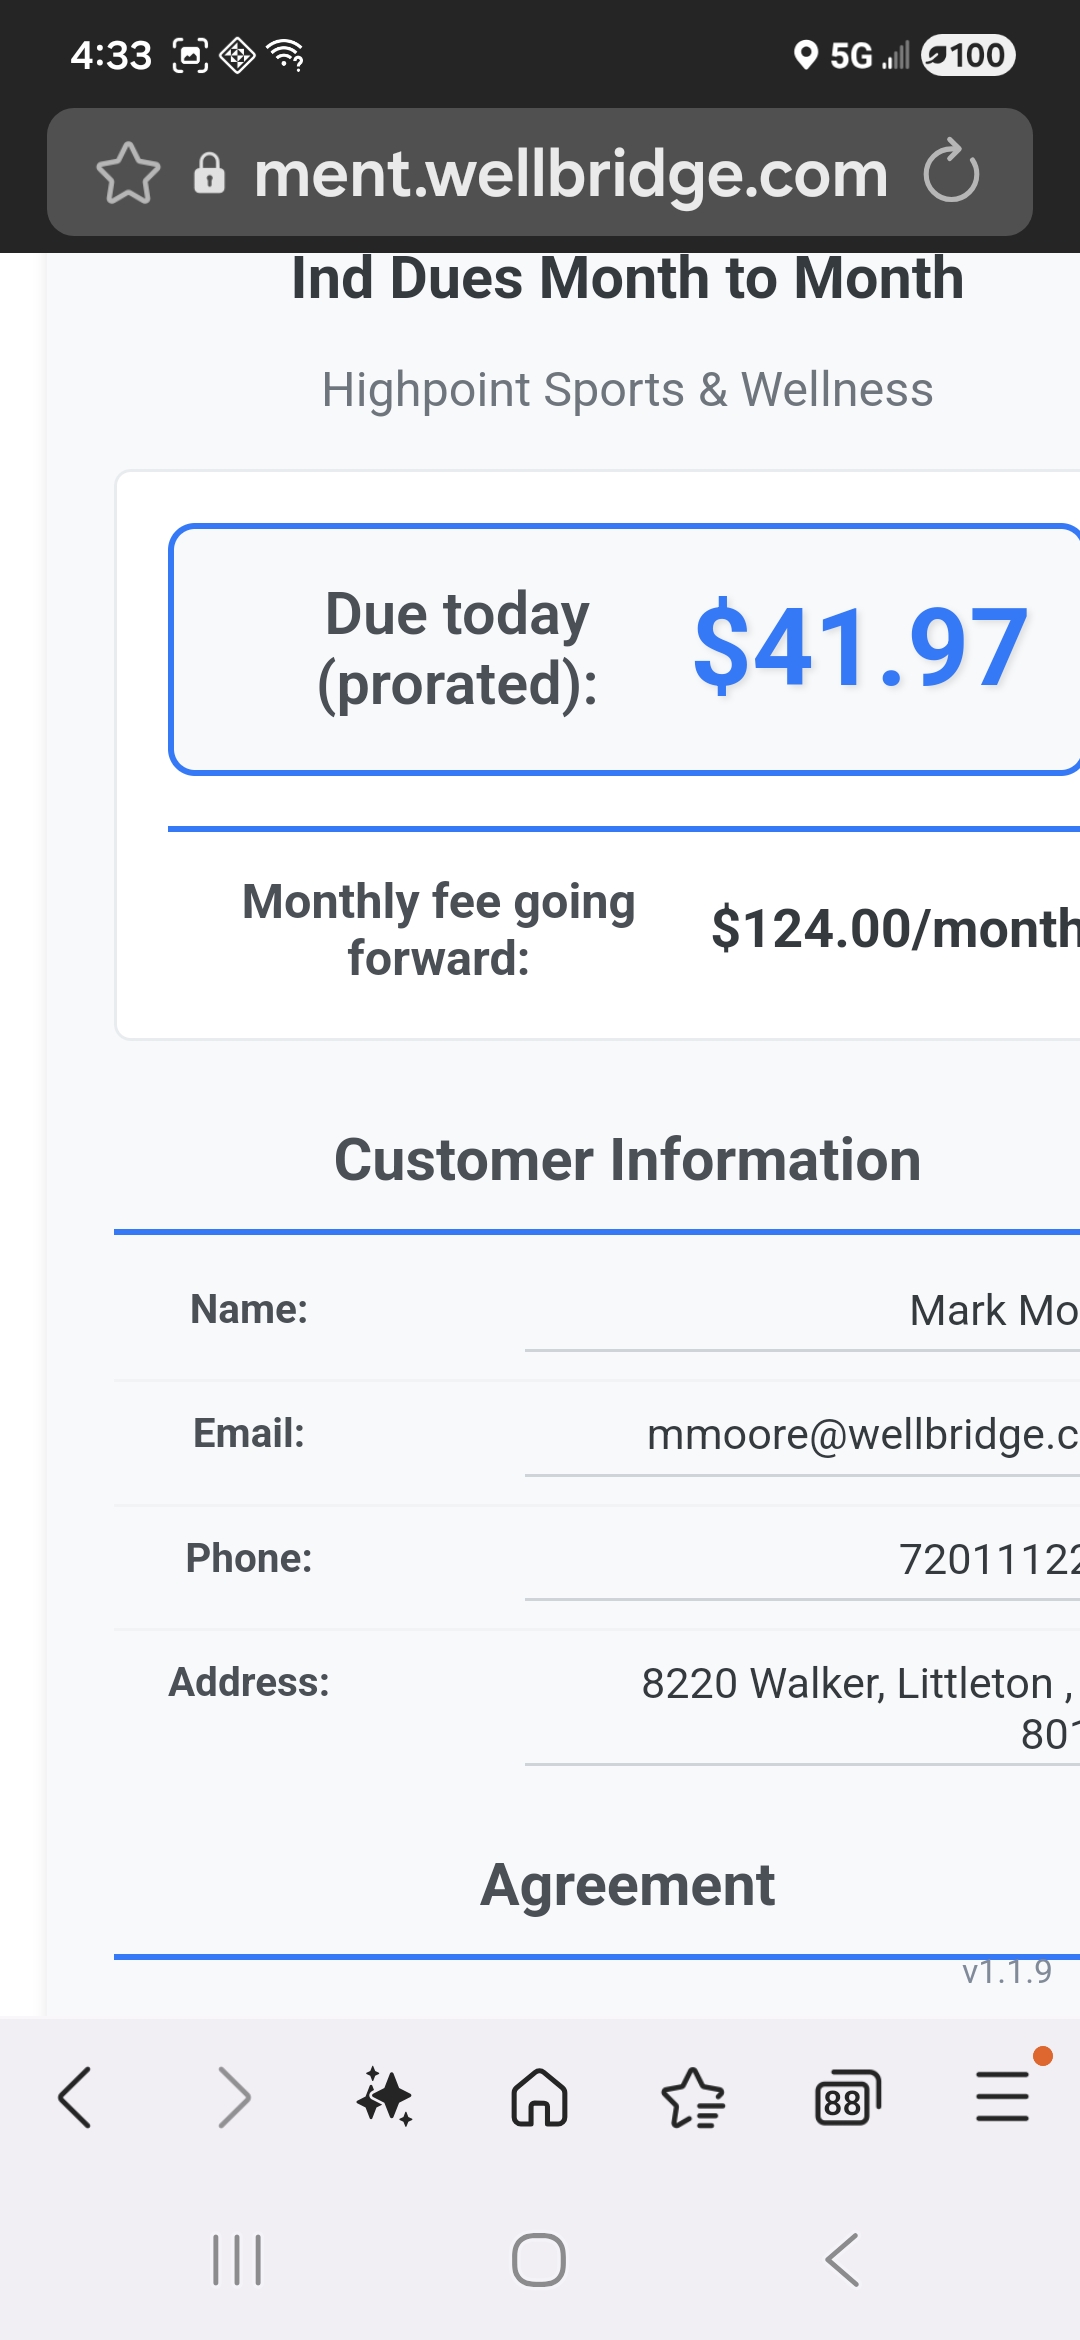 4:33 5G 100
ment.wellbridge.com
Ind Dues Month to Month
Highpoint Sports & Wellness
Due today
(prorated):
$41.97
Monthly fee going
forward:
$124.00/month
Customer Information
Name: Mark Mo
Email: mmoore@wellbridge.c
Phone: 72011122
Address: 8220 Walker, Littleton ,
801
Agreement
v1.1.9
88